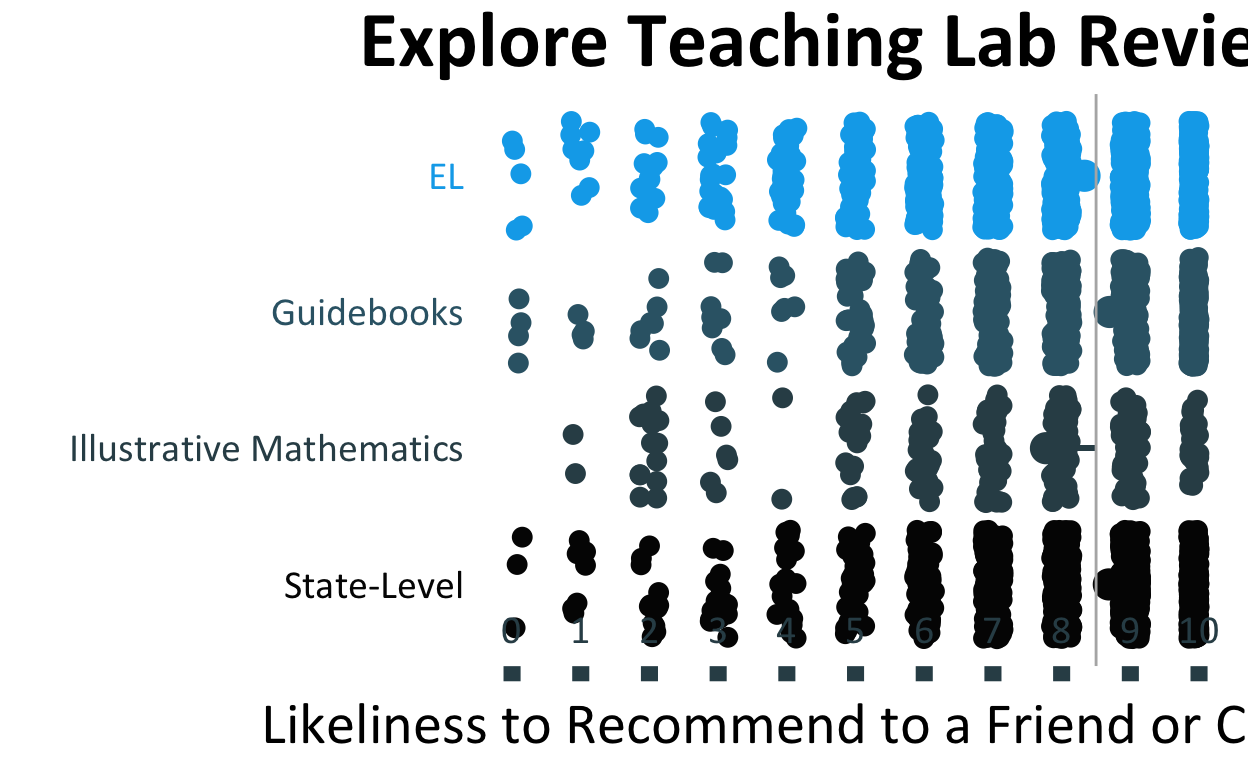 Explore Teaching Lab Revie
EL
Guidebooks
Illustrative Mathematics
State-Level
0 1 2 3 4 5 6 7 8 9 10
Likeliness to Recommend to a Friend or C